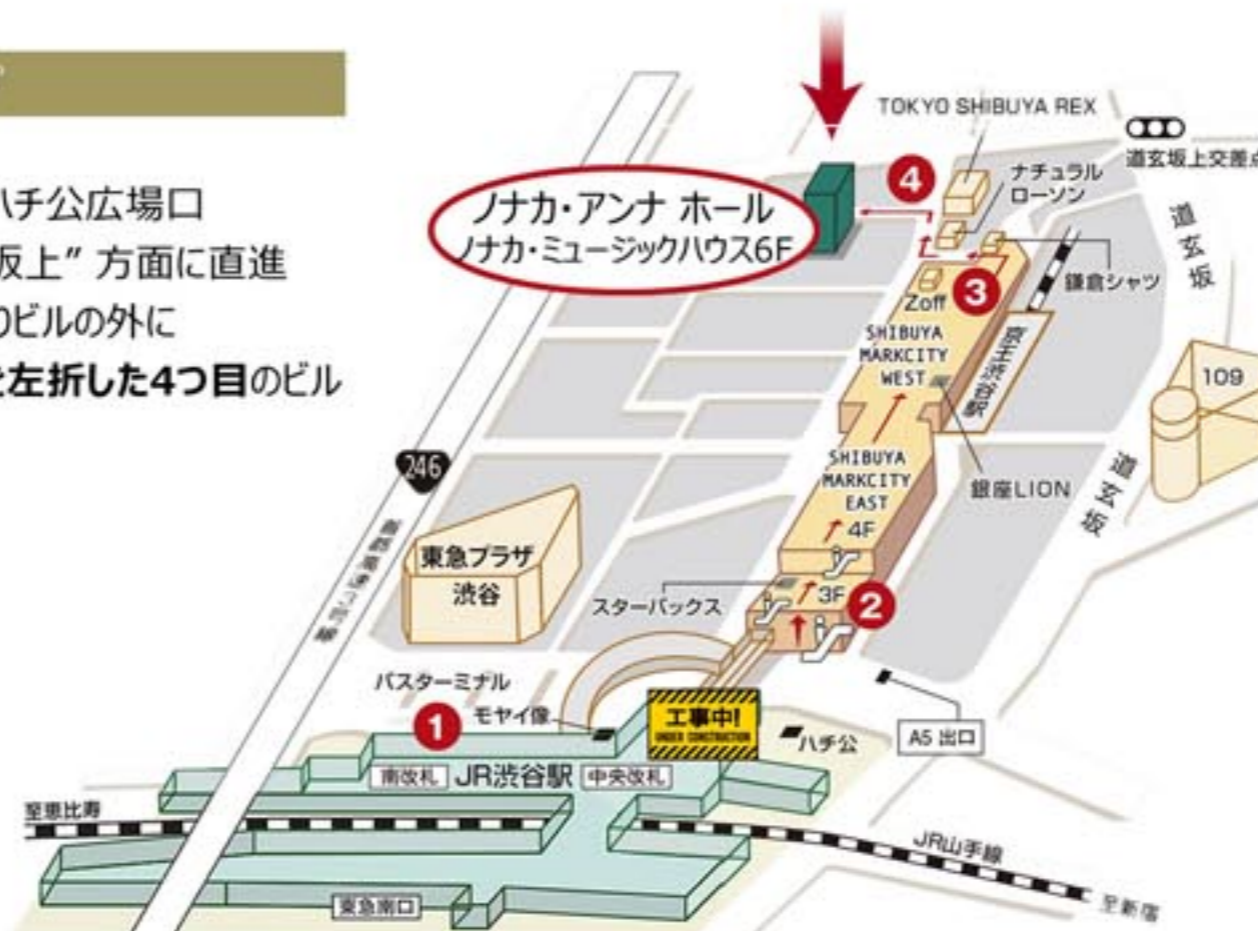 ハチ公広場口
坂上” 方面に直進
のビルの外に
を左折した4つ目のビル
TOKYO SHIBUYA REX
道玄坂上交差点
4
ナチュラル
ローソン
ノナカ・アンナ ホール
ノナカ・ミュージックハウス6F
道玄坂
鎌倉シャツ
3
Zoff
SHIBUYA
MARKCITY
WEST
京王渋谷駅
109
246
首都高速3号線
SHIBUYA
MARKCITY
EAST
4F
銀座LION
道玄坂
東急プラザ
渋谷
スターバックス
3F
2
バスターミナル
1
モヤイ像
工事中!
UNDER CONSTRUCTION
ハチ公
A5 出口
南改札
JR渋谷駅
中央改札
至恵比寿
JR山手線
至新宿
東急南口